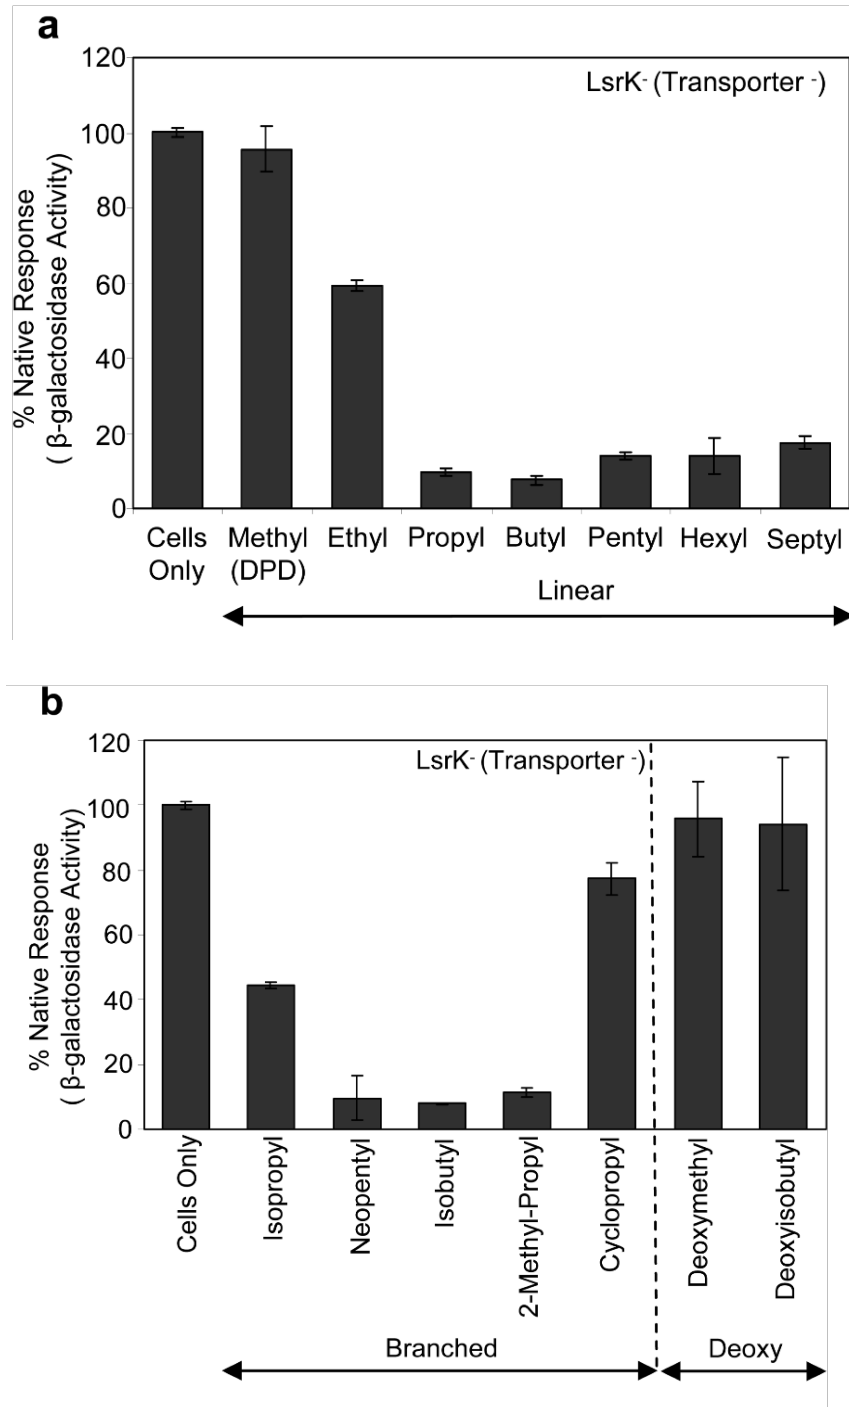 a
120
100
80
60
40
20
0
% Native Response
( β-galactosidase Activity)
LsrK- (Transporter -)
Cells Only
Methyl (DPD)
Ethyl
Propyl
Butyl
Pentyl
Hexyl
Septyl
Linear
b
120
100
80
60
40
20
0
% Native Response
( β-galactosidase Activity)
LsrK- (Transporter -)
Cells Only
Isopropyl
Neopentyl
Isobutyl
2-Methyl-Propyl
Cyclopropyl
Deoxymethyl
Deoxyisobutyl
Branched
Deoxy